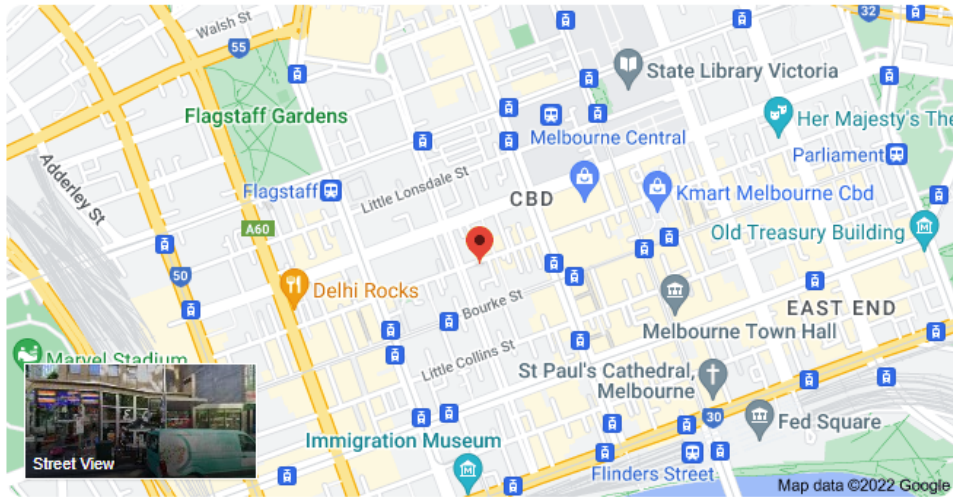 Walsh St
55
32
State Library Victoria
Flagstaff Gardens
Her Majesty's The
Melbourne Central
Parliament
Adderley St
Flagstaff
Little Lonsdale St
CBD
Kmart Melbourne Cbd
A60
Old Treasury Building
50
Delhi Rocks
Bourke St
EAST END
Melbourne Town Hall
Marvel Stadium
Little Collins St
St Paul's Cathedral,
Melbourne
30
Fed Square
Immigration Museum
M
Street View
Flinders Street
Map data ©2022 Google